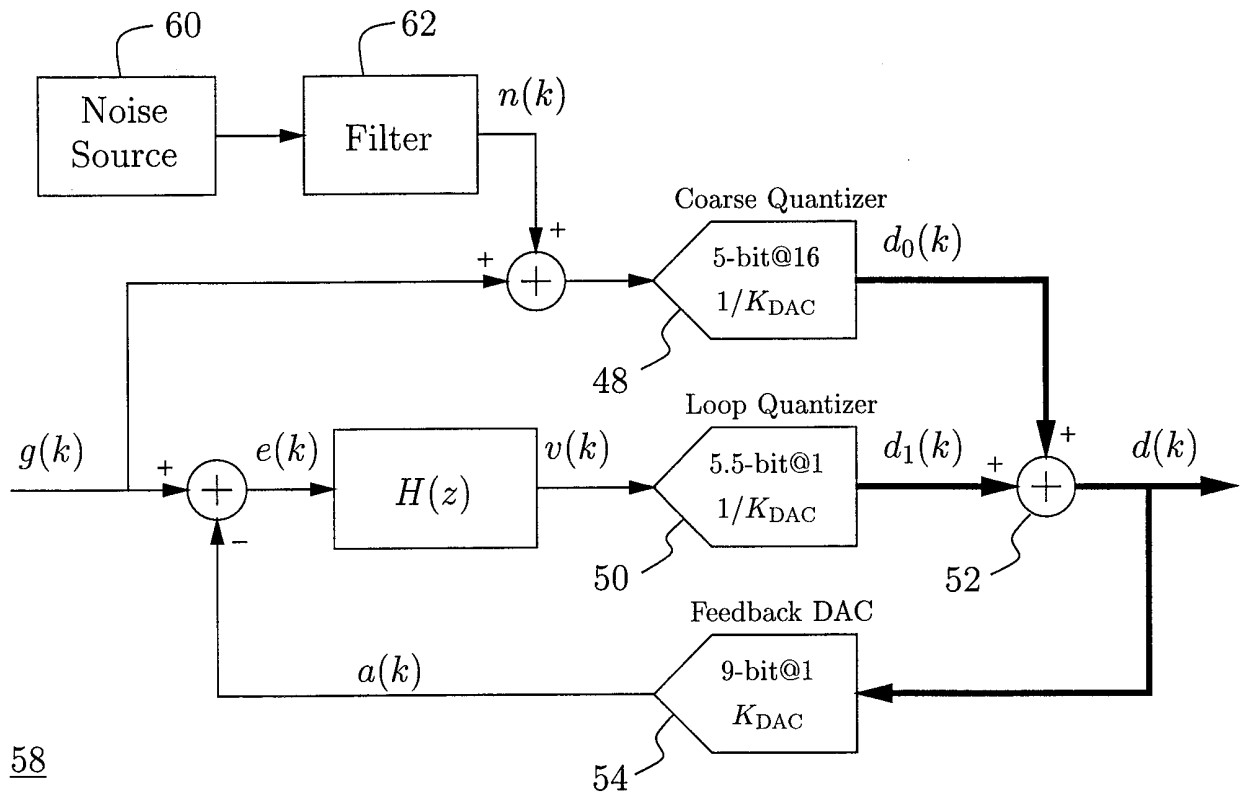 60
62
Noise
Source
Filter
n(k)
+
+
+
Coarse Quantizer
5-bit@16
1/K_DAC
d₀(k)
48
Loop Quantizer
g(k)
+
+
−
e(k)
H(z)
v(k)
5.5-bit@1
1/K_DAC
d₁(k)
+
+
+
d(k)
50
52
Feedback DAC
a(k)
9-bit@1
K_DAC
54
58